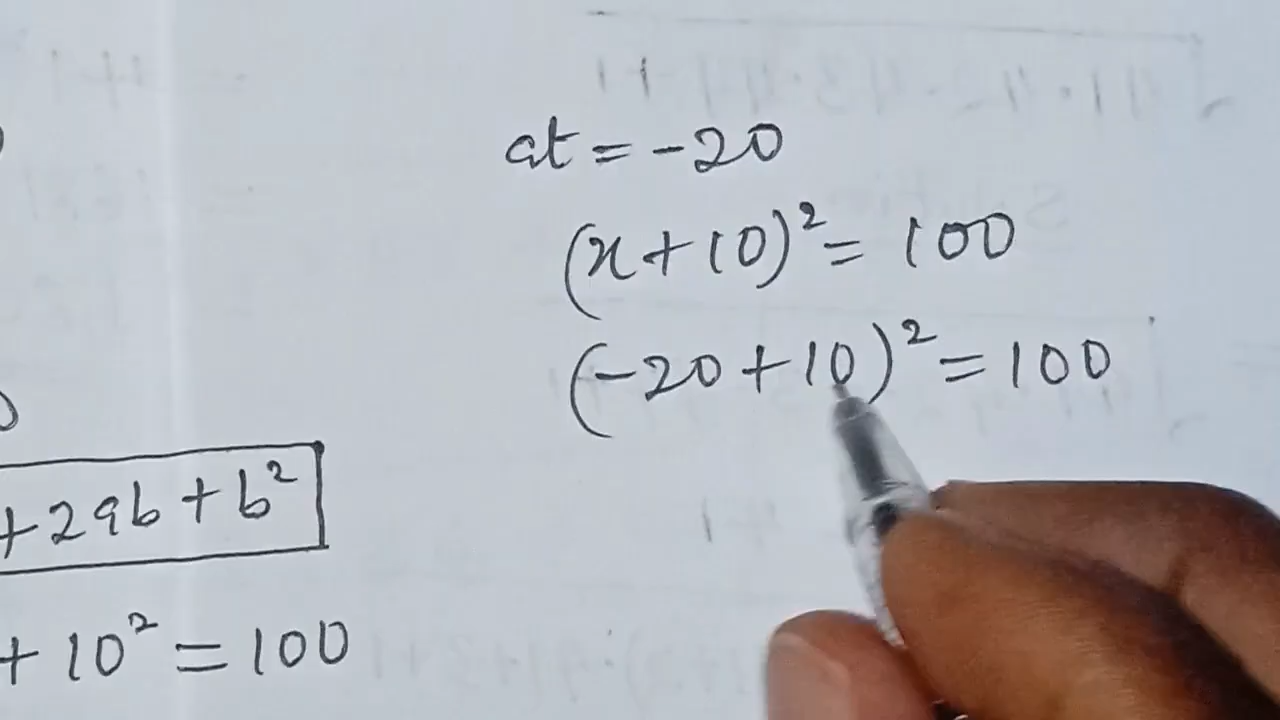 at = -20
(x+10)² = 100
(-20+10)² = 100
+2ab+b²
+ 10² = 100